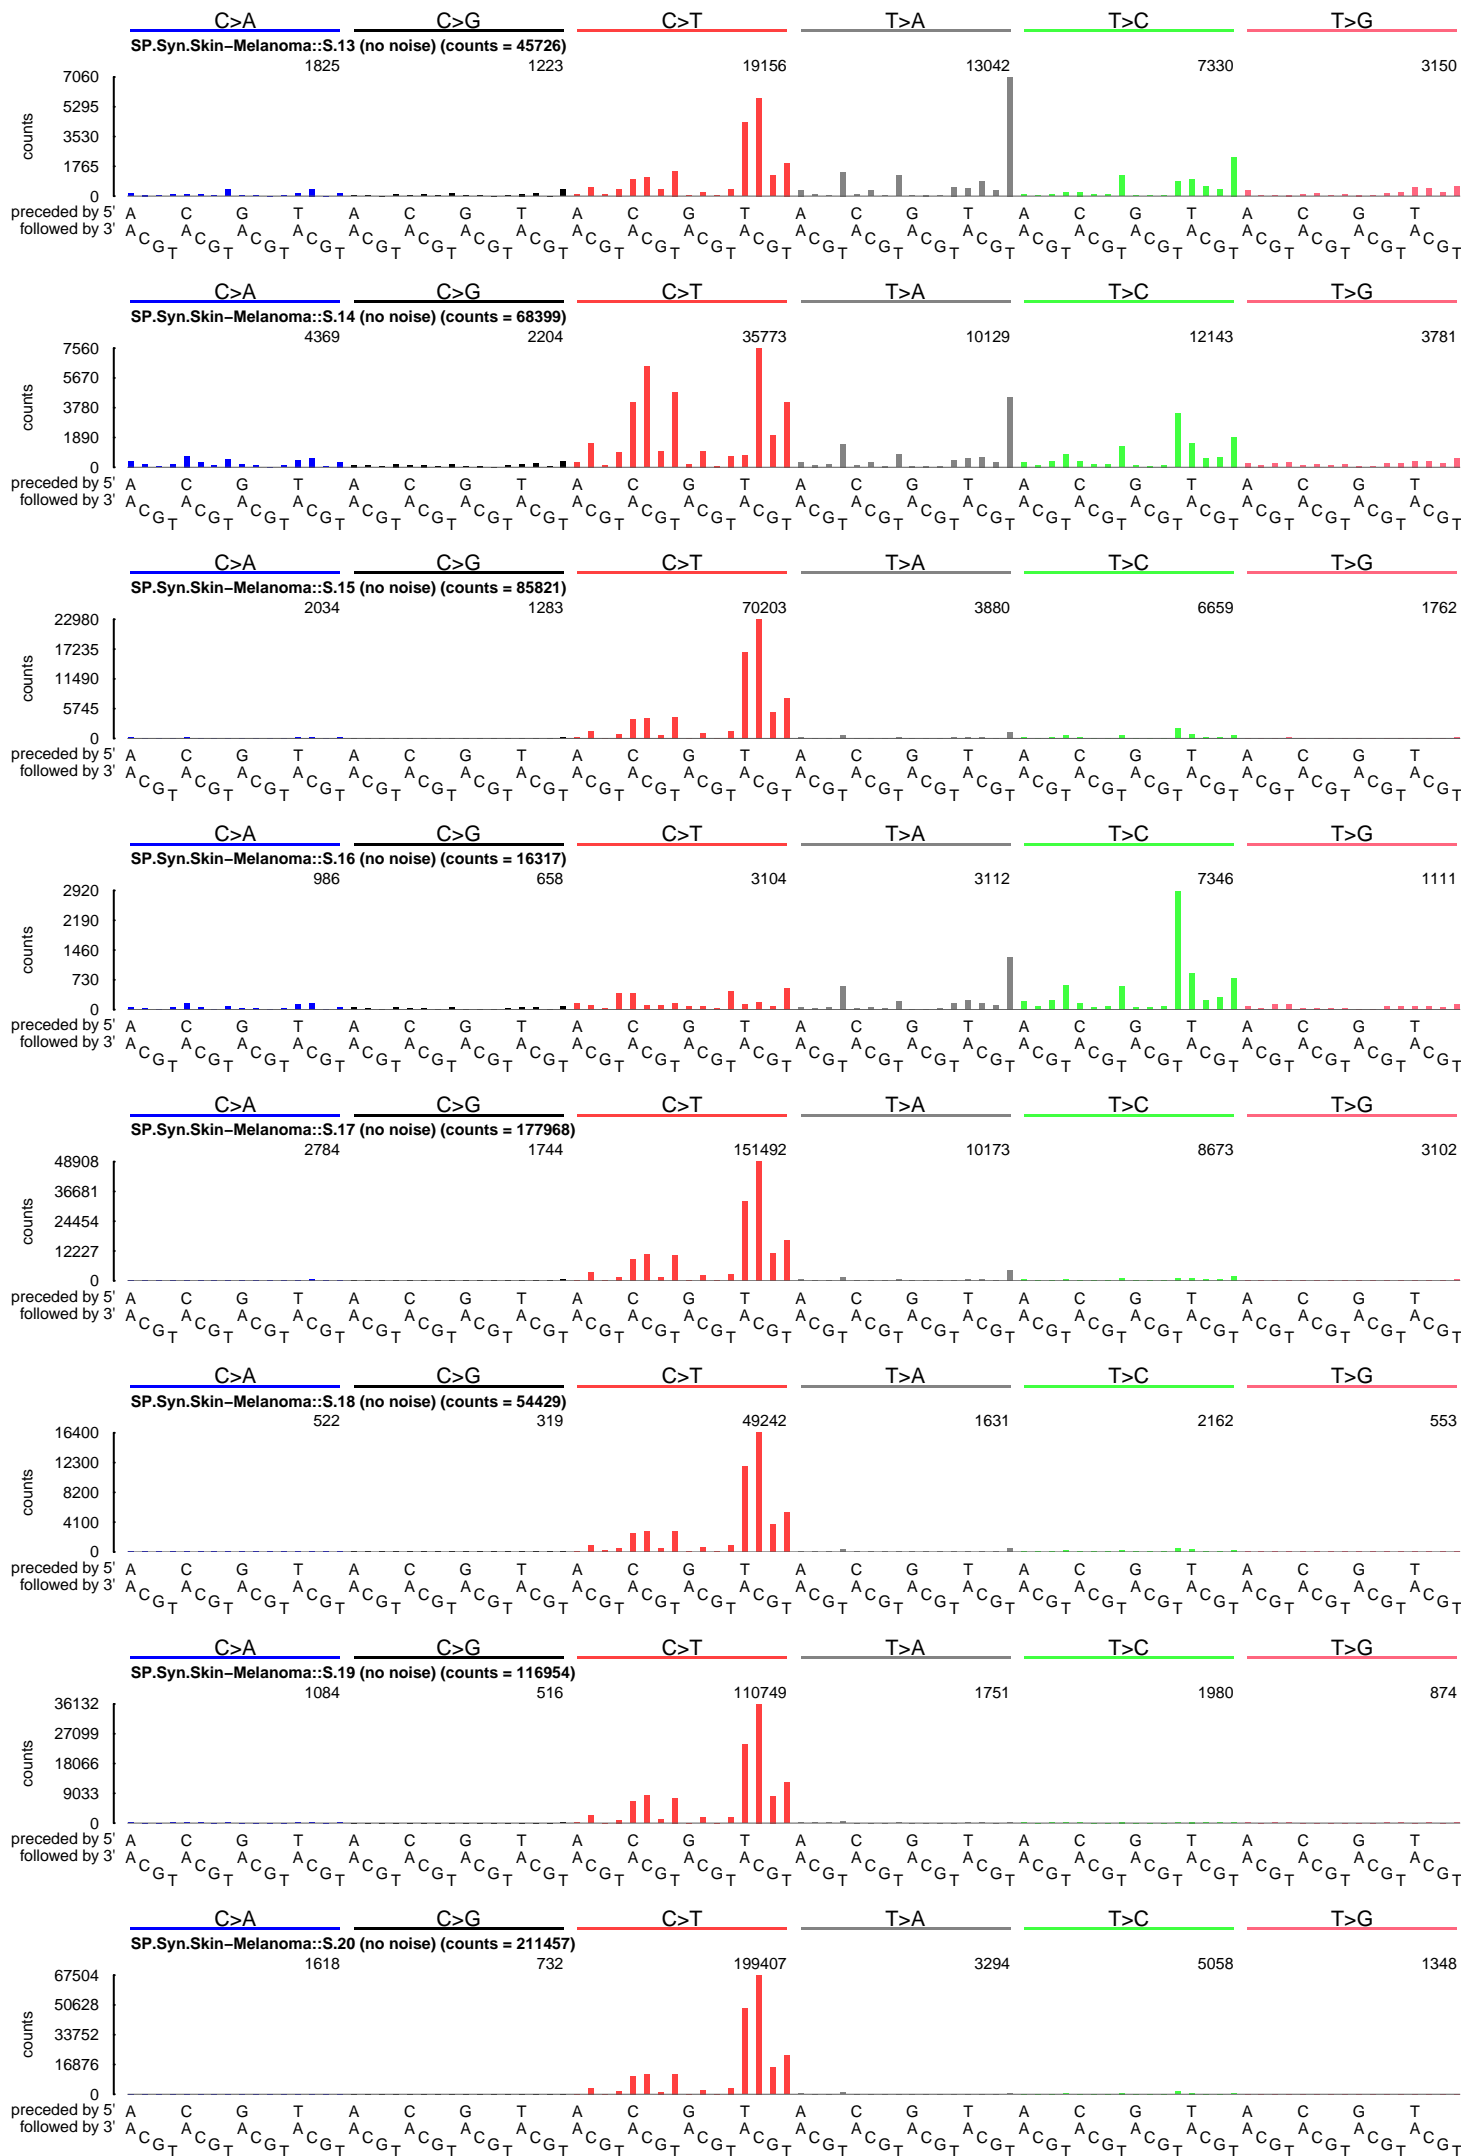 C>A C>G C>T T>A T>C T>G
SP.Syn.Skin−Melanoma::S.13 (no noise) (counts = 45726)
1825 1223 19156 13042 7330 3150
7060
5295
3530
1765
0
counts
preceded by 5' A C G T A C G T A C G T A C G T A C G T A C G T
followed by 3' A C G T A C G T A C G T A C G T A C G T A C G T A C G T A C G T A C G T A C G T A C G T A C G T A C G T A C G T A C G T A C G T A C G T A C G T A C G T A C G T A C G T A C G T A C G T A C G T
C>A C>G C>T T>A T>C T>G
SP.Syn.Skin−Melanoma::S.14 (no noise) (counts = 68399)
4369 2204 35773 10129 12143 3781
7560
5670
3780
1890
0
counts
preceded by 5' A C G T A C G T A C G T A C G T A C G T A C G T
followed by 3' A C G T A C G T A C G T A C G T A C G T A C G T A C G T A C G T A C G T A C G T A C G T A C G T A C G T A C G T A C G T A C G T A C G T A C G T A C G T A C G T A C G T A C G T A C G T A C G T
C>A C>G C>T T>A T>C T>G
SP.Syn.Skin−Melanoma::S.15 (no noise) (counts = 85821)
2034 1283 70203 3880 6659 1762
22980
17235
11490
5745
0
counts
preceded by 5' A C G T A C G T A C G T A C G T A C G T A C G T
followed by 3' A C G T A C G T A C G T A C G T A C G T A C G T A C G T A C G T A C G T A C G T A C G T A C G T A C G T A C G T A C G T A C G T A C G T A C G T A C G T A C G T A C G T A C G T A C G T A C G T
C>A C>G C>T T>A T>C T>G
SP.Syn.Skin−Melanoma::S.16 (no noise) (counts = 16317)
986 658 3104 3112 7346 1111
2920
2190
1460
730
0
counts
preceded by 5' A C G T A C G T A C G T A C G T A C G T A C G T
followed by 3' A C G T A C G T A C G T A C G T A C G T A C G T A C G T A C G T A C G T A C G T A C G T A C G T A C G T A C G T A C G T A C G T A C G T A C G T A C G T A C G T A C G T A C G T A C G T A C G T
C>A C>G C>T T>A T>C T>G
SP.Syn.Skin−Melanoma::S.17 (no noise) (counts = 177968)
2784 1744 151492 10173 8673 3102
48908
36681
24454
12227
0
counts
preceded by 5' A C G T A C G T A C G T A C G T A C G T A C G T
followed by 3' A C G T A C G T A C G T A C G T A C G T A C G T A C G T A C G T A C G T A C G T A C G T A C G T A C G T A C G T A C G T A C G T A C G T A C G T A C G T A C G T A C G T A C G T A C G T A C G T
C>A C>G C>T T>A T>C T>G
SP.Syn.Skin−Melanoma::S.18 (no noise) (counts = 54429)
522 319 49242 1631 2162 553
16400
12300
8200
4100
0
counts
preceded by 5' A C G T A C G T A C G T A C G T A C G T A C G T
followed by 3' A C G T A C G T A C G T A C G T A C G T A C G T A C G T A C G T A C G T A C G T A C G T A C G T A C G T A C G T A C G T A C G T A C G T A C G T A C G T A C G T A C G T A C G T A C G T A C G T
C>A C>G C>T T>A T>C T>G
SP.Syn.Skin−Melanoma::S.19 (no noise) (counts = 116954)
1084 516 110749 1751 1980 874
36132
27099
18066
9033
0
counts
preceded by 5' A C G T A C G T A C G T A C G T A C G T A C G T
followed by 3' A C G T A C G T A C G T A C G T A C G T A C G T A C G T A C G T A C G T A C G T A C G T A C G T A C G T A C G T A C G T A C G T A C G T A C G T A C G T A C G T A C G T A C G T A C G T A C G T
C>A C>G C>T T>A T>C T>G
SP.Syn.Skin−Melanoma::S.20 (no noise) (counts = 211457)
1618 732 199407 3294 5058 1348
67504
50628
33752
16876
0
counts
preceded by 5' A C G T A C G T A C G T A C G T A C G T A C G T
followed by 3' A C G T A C G T A C G T A C G T A C G T A C G T A C G T A C G T A C G T A C G T A C G T A C G T A C G T A C G T A C G T A C G T A C G T A C G T A C G T A C G T A C G T A C G T A C G T A C G T